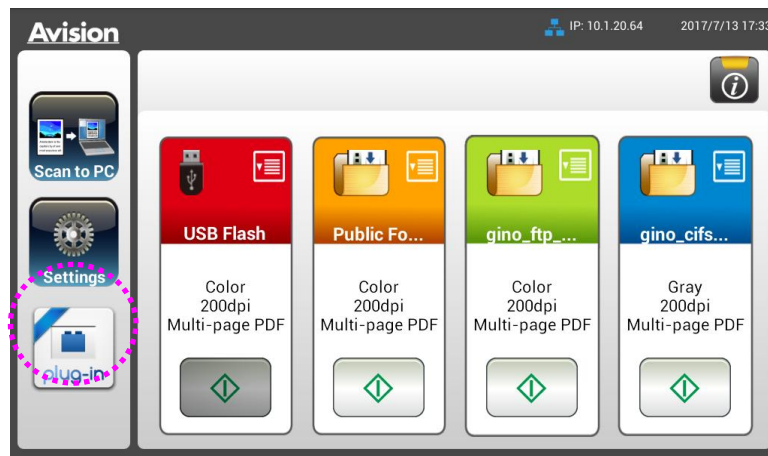 Avision
IP: 10.1.20.64 2017/7/13 17:33
Scan to PC
Settings
plug-in
USB Flash
Color
200dpi
Multi-page PDF
Public Fo...
Color
200dpi
Multi-page PDF
gino_ftp_...
Color
200dpi
Multi-page PDF
gino_cifs...
Gray
200dpi
Multi-page PDF